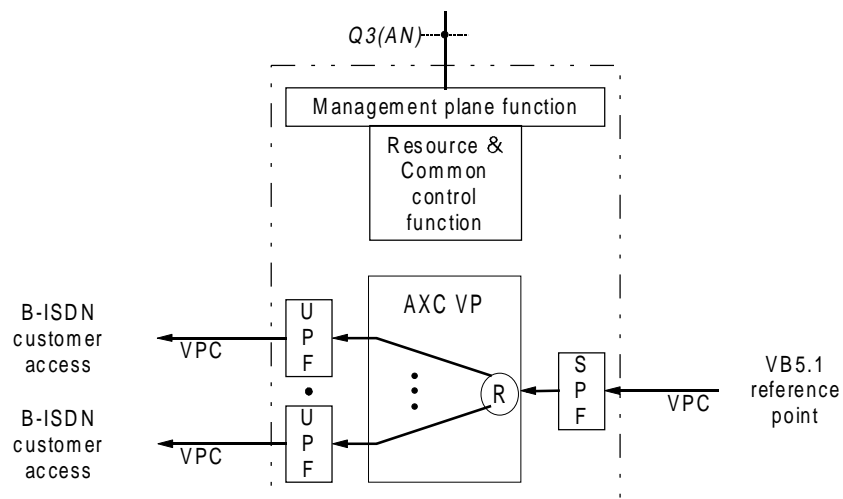 Q3(AN)
Management plane function
Resource &
Common
control
function
AXC VP
B-ISDN
customer
access
VPC
U
P
F
R
S
P
F
VPC
VB5.1
reference
point
B-ISDN
customer
access
VPC
U
P
F